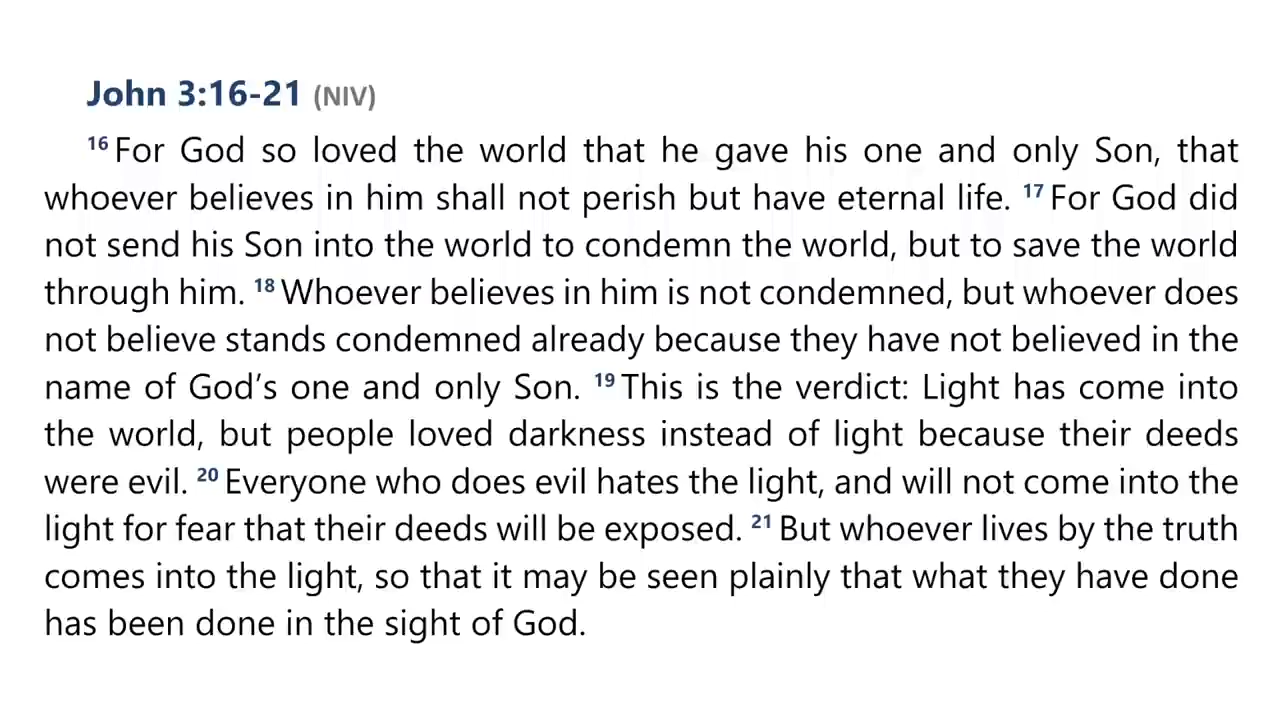 John 3:16-21 (NIV)
16 For God so loved the world that he gave his one and only Son, that
whoever believes in him shall not perish but have eternal life. 17 For God did
not send his Son into the world to condemn the world, but to save the world
through him. 18 Whoever believes in him is not condemned, but whoever does
not believe stands condemned already because they have not believed in the
name of God’s one and only Son. 19 This is the verdict: Light has come into
the world, but people loved darkness instead of light because their deeds
were evil. 20 Everyone who does evil hates the light, and will not come into the
light for fear that their deeds will be exposed. 21 But whoever lives by the truth
comes into the light, so that it may be seen plainly that what they have done
has been done in the sight of God.